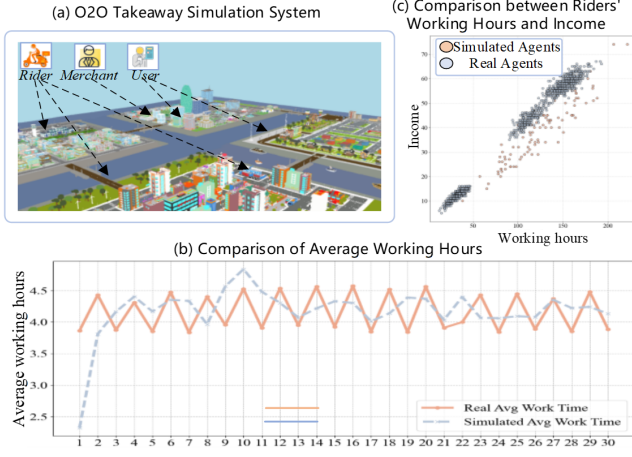 (a) O2O Takeaway Simulation System
Rider Merchant User
(c) Comparison between Riders'
Working Hours and Income
Simulated Agents
Real Agents
Income
70
60
50
40
30
20
10
50 100 150 200
Working hours
(b) Comparison of Average Working Hours
Average working hours
4.5
4.0
3.5
3.0
2.5
Real Avg Work Time
Simulated Avg Work Time
1 2 3 4 5 6 7 8 9 10 11 12 13 14 15 16 17 18 19 20 21 22 23 24 25 26 27 28 29 30